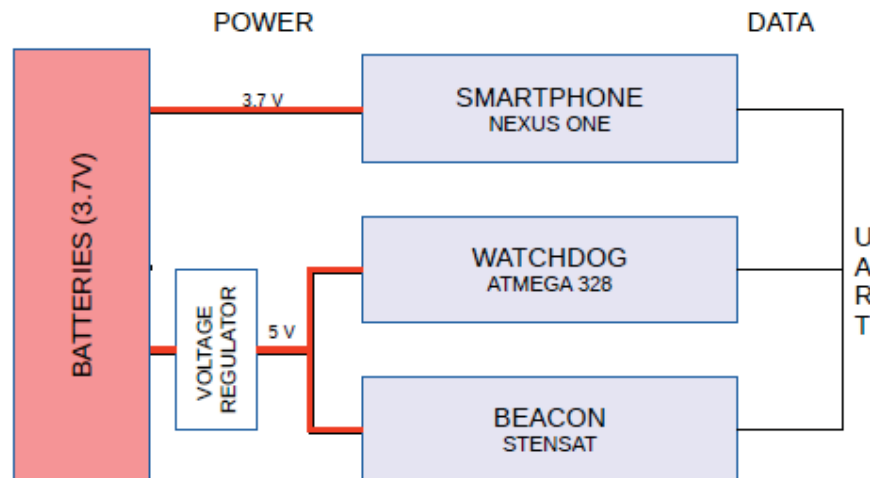 POWER
DATA
BATTERIES (3.7V)
3.7 V
SMARTPHONE
NEXUS ONE
WATCHDOG
ATMEGA 328
VOLTAGE
REGULATOR
5 V
BEACON
STENSAT
U
A
R
T